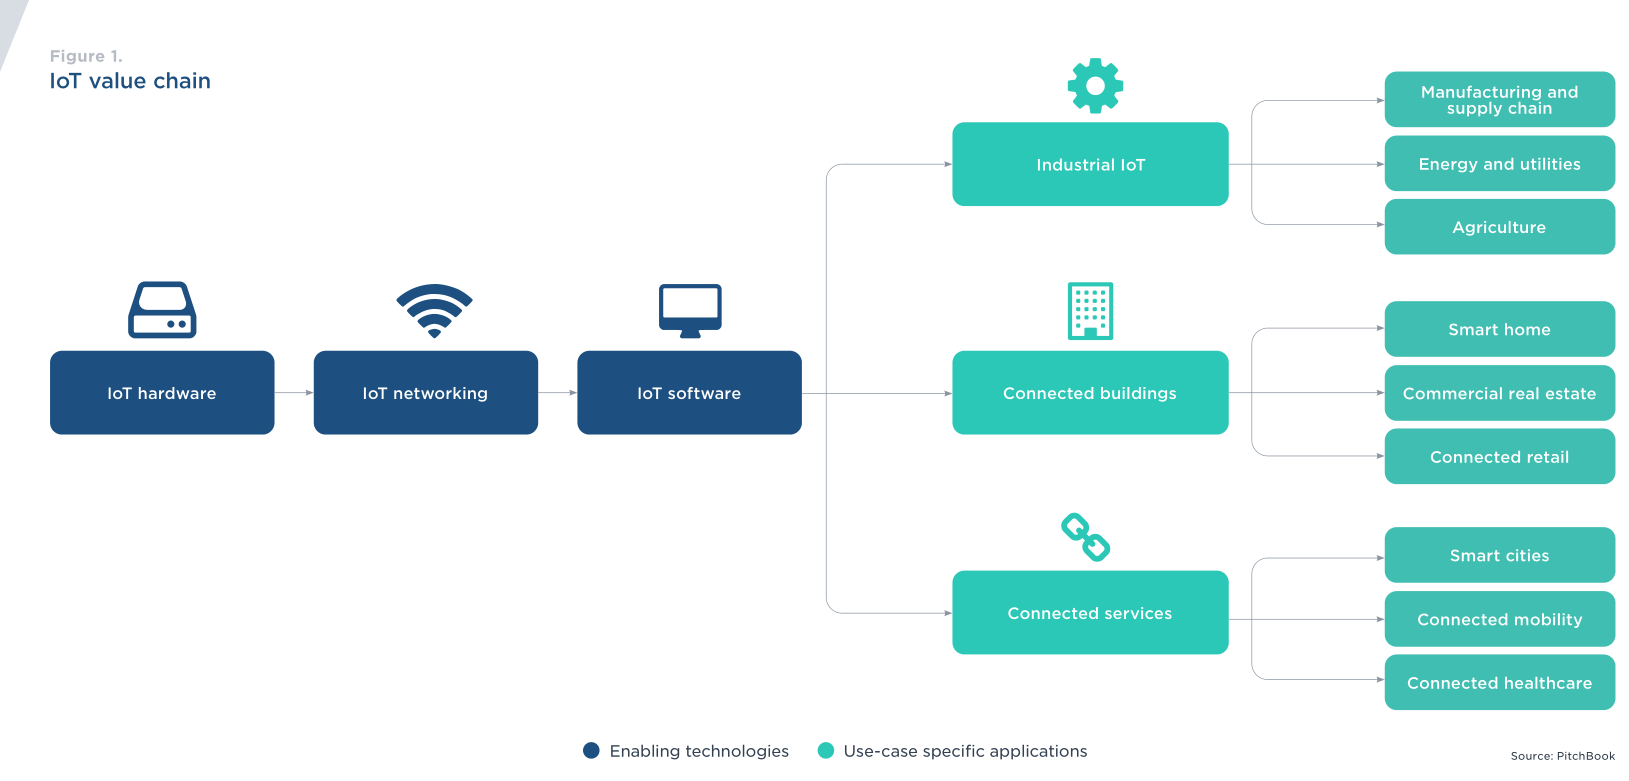 Figure 1.
IoT value chain
IoT hardware
IoT networking
IoT software
Industrial IoT
Manufacturing and
supply chain
Energy and utilities
Agriculture
Connected buildings
Smart home
Commercial real estate
Connected retail
Connected services
Smart cities
Connected mobility
Connected healthcare
Enabling technologies
Use-case specific applications
Source: PitchBook